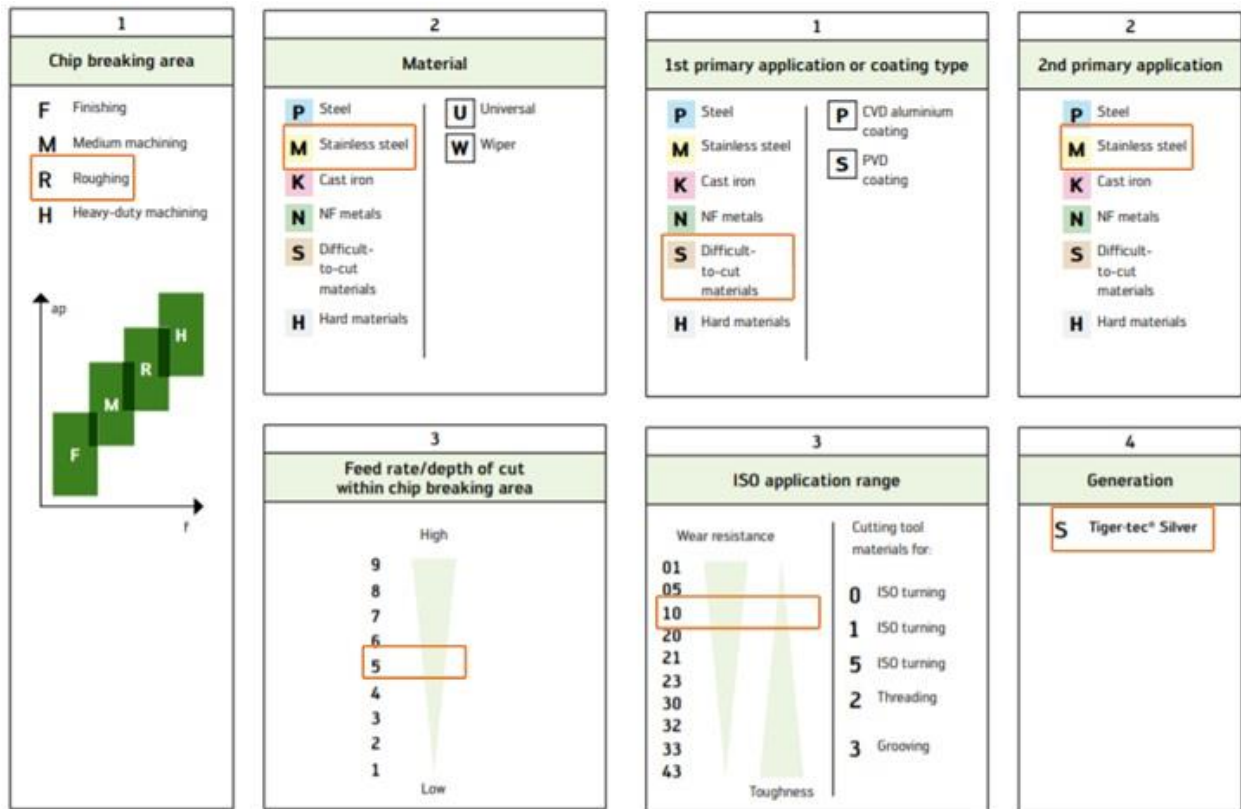 1
Chip breaking area
F Finishing
M Medium machining
R Roughing
H Heavy-duty machining
ap
H
R
M
F
f
2
Material
P Steel
M Stainless steel
K Cast iron
N NF metals
S Difficult-
to-cut
materials
H Hard materials
U Universal
W Wiper
1
1st primary application or coating type
P Steel
M Stainless steel
K Cast iron
N NF metals
S Difficult-
to-cut
materials
H Hard materials
P CVD aluminium
coating
S PVD
coating
2
2nd primary application
P Steel
M Stainless steel
K Cast iron
N NF metals
S Difficult-
to-cut
materials
H Hard materials
3
Feed rate/depth of cut
within chip breaking area
High
9
8
7
6
5
4
3
2
1
Low
3
ISO application range
Wear resistance
01
05
10
20
21
23
30
32
33
43
Toughness
Cutting tool
materials for:
0 ISO turning
1 ISO turning
5 ISO turning
2 Threading
3 Grooving
4
Generation
S Tiger·tec® Silver